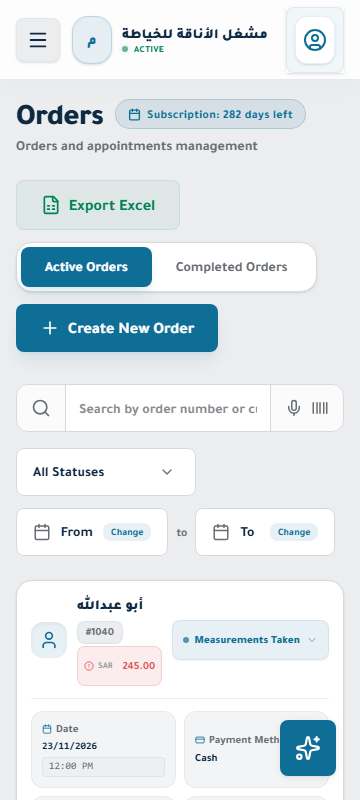 م
مشغل الأناقة للخياطة
ACTIVE
Orders
Subscription: 282 days left
Orders and appointments management
Export Excel
Active Orders
Completed Orders
Create New Order
Search by order number or
All Statuses
From
Change
to
To
Change
أبو عبدالله
#1040
SAR 245.00
Measurements Taken
Date
23/11/2026
12:00 PM
Payment Meth
Cash